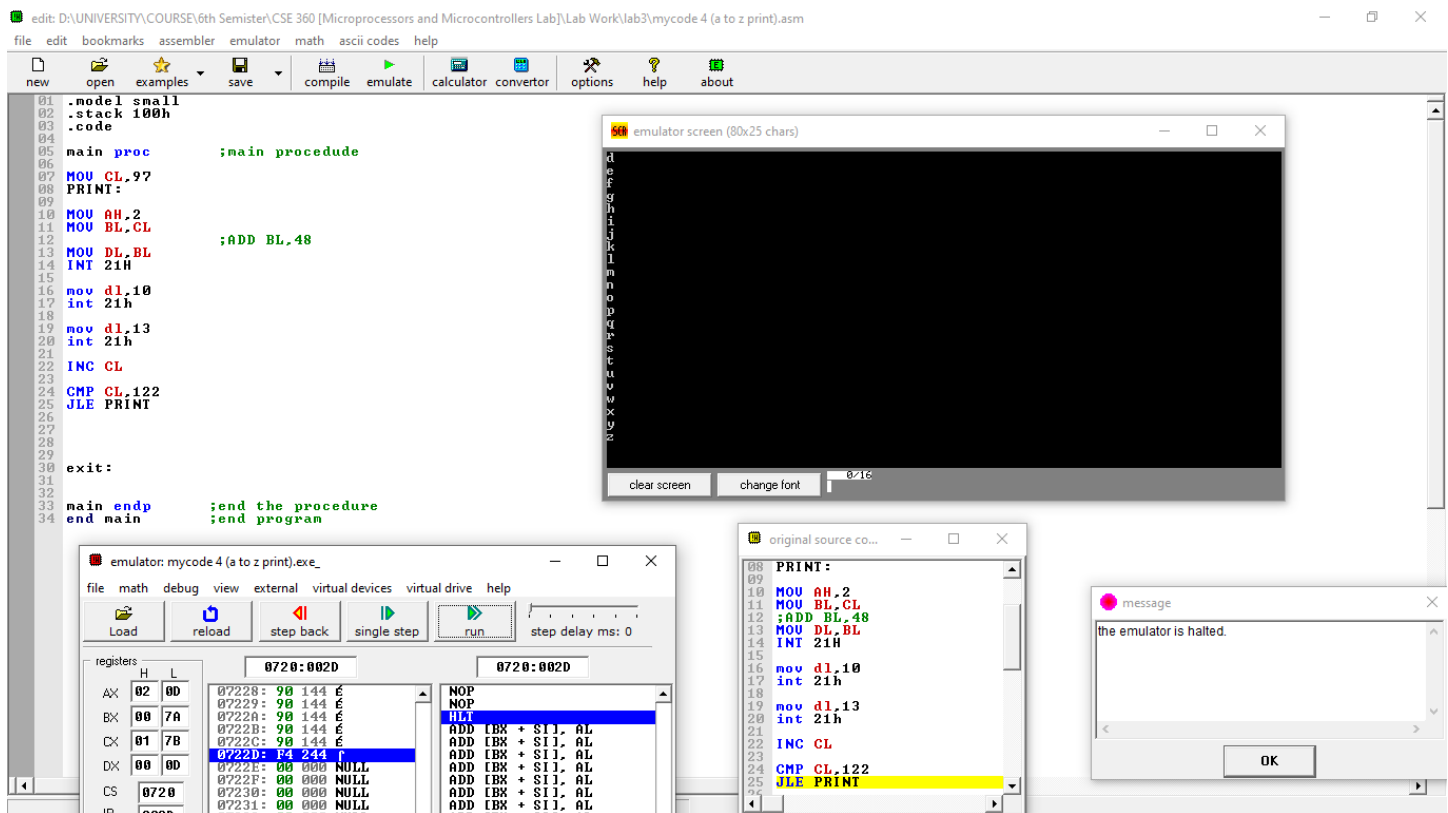 edit: D:\UNIVERSITY\COURSE\6th Semister\CSE 360 [Microprocessors and Microcontrollers Lab]\Lab Work\lab3\mycode 4 (a to z print).asm
file edit bookmarks assembler emulator math ascii codes help
new open examples save compile emulate calculator convertor options help about
01 .model small
02 .stack 100h
03 .code
04
05 main proc ;main procedude
06
07 MOV CL,97
08 PRINT:
09
10 MOV AH,2
11 MOV BL,CL
12 ;ADD BL,48
13 MOV DL,BL
14 INT 21H
15
16 mov dl,10
17 int 21h
18
19 mov dl,13
20 int 21h
21
22 INC CL
23
24 CMP CL,122
25 JLE PRINT
26
27
28
29
30 exit:
31
32
33 main endp ;end the procedure
34 end main ;end program
SCR emulator screen (80x25 chars)
d
e
f
g
h
i
j
k
l
m
n
o
p
q
r
s
t
u
v
w
x
y
z
clear screen change font 0/16
emulator: mycode 4 (a to z print).exe_
file math debug view external virtual devices virtual drive help
Load reload step back single step run step delay ms: 0
registers 0720:002D 0720:002D
H L
AX 02 0D
BX 00 7A
CX 01 7B
DX 00 0D
CS 0720
07228: 90 144 É
07229: 90 144 É
0722A: 90 144 É
0722B: 90 144 É
0722C: 90 144 É
0722D: F4 244 ⌠
0722E: 00 000 NULL
0722F: 00 000 NULL
07230: 00 000 NULL
07231: 00 000 NULL
NOP
NOP
HLT
ADD [BX + SI], AL
ADD [BX + SI], AL
ADD [BX + SI], AL
ADD [BX + SI], AL
ADD [BX + SI], AL
ADD [BX + SI], AL
ADD [BX + SI], AL
original source co...
08 PRINT:
09
10 MOV AH,2
11 MOV BL,CL
12 ;ADD BL,48
13 MOV DL,BL
14 INT 21H
15
16 mov dl,10
17 int 21h
18
19 mov dl,13
20 int 21h
21
22 INC CL
23
24 CMP CL,122
25 JLE PRINT
26
message
the emulator is halted.
OK